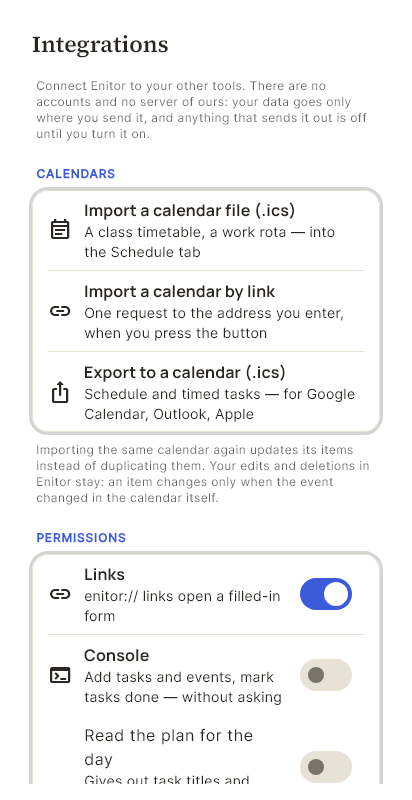 Integrations
Connect Enitor to your other tools. There are no
accounts and no server of ours: your data goes only
where you send it, and anything that sends it out is off
until you turn it on.
CALENDARS
Import a calendar file (.ics)
A class timetable, a work rota — into
the Schedule tab
Import a calendar by link
One request to the address you enter,
when you press the button
Export to a calendar (.ics)
Schedule and timed tasks — for Google
Calendar, Outlook, Apple
Importing the same calendar again updates its items
instead of duplicating them. Your edits and deletions in
Enitor stay: an item changes only when the event
changed in the calendar itself.
PERMISSIONS
Links
enitor:// links open a filled-in
form
Console
Add tasks and events, mark
tasks done — without asking
Read the plan for the
day
Gives out task titles and